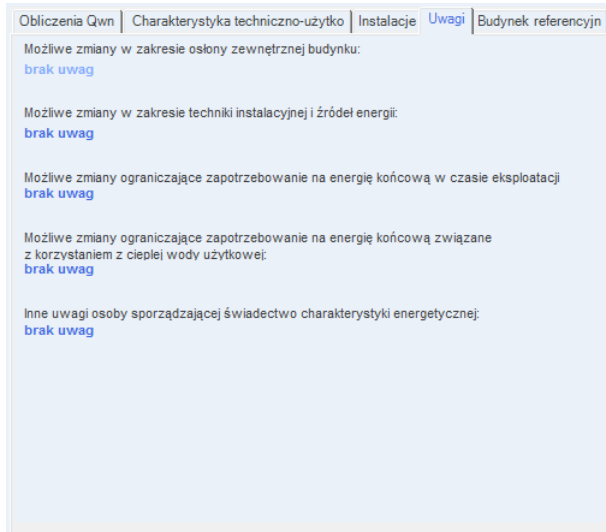 Obliczenia Qwn Charakterystyka techniczno-użytko Instalacje Uwagi Budynek referencyjn
Możliwe zmiany w zakresie osłony zewnętrznej budynku:
brak uwag
Możliwe zmiany w zakresie techniki instalacyjnej i źródeł energii:
brak uwag
Możliwe zmiany ograniczające zapotrzebowanie na energię końcową w czasie eksploatacji
brak uwag
Możliwe zmiany ograniczające zapotrzebowanie na energię końcową związane
z korzystaniem z ciepłej wody użytkowej:
brak uwag
Inne uwagi osoby sporządzającej świadectwo charakterystyki energetycznej:
brak uwag